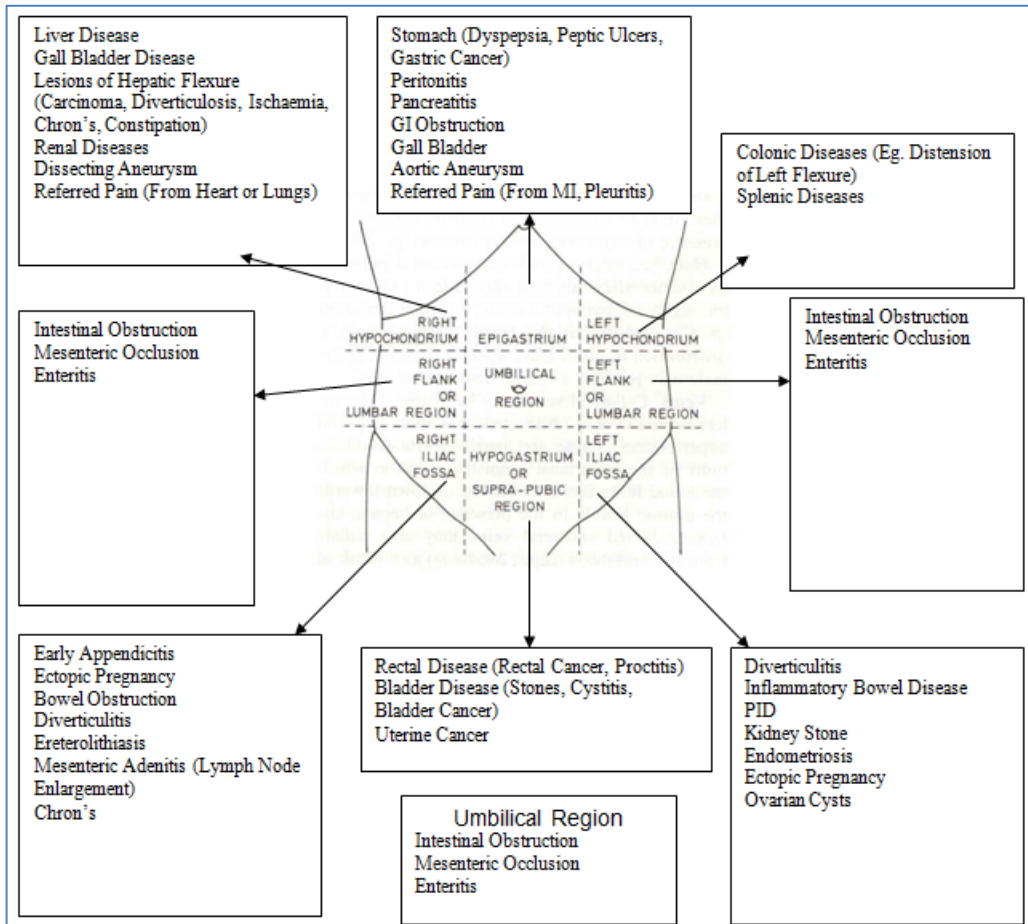 Liver Disease
Gall Bladder Disease
Lesions of Hepatic Flexure
(Carcinoma, Diverticulosis, Ischaemia,
Chron's, Constipation)
Renal Diseases
Dissecting Aneurysm
Referred Pain (From Heart or Lungs)
Stomach (Dyspepsia, Peptic Ulcers,
Gastric Cancer)
Peritonitis
Pancreatitis
GI Obstruction
Gall Bladder
Aortic Aneurysm
Referred Pain (From MI, Pleuritis)
Colonic Diseases (Eg. Distension
of Left Flexure)
Splenic Diseases
Intestinal Obstruction
Mesenteric Occlusion
Enteritis
RIGHT
HYPOCHONDRIUM
EPIGASTRIUM
LEFT
HYPOCHONDRIUM
RIGHT
FLANK
OR
LUMBAR REGION
UMBILICAL
REGION
LEFT
FLANK
OR
LUMBAR REGION
RIGHT
ILIAC
FOSSA
HYPOGASTRIUM
OR
SUPRA-PUBIC
REGION
LEFT
ILIAC
FOSSA
Intestinal Obstruction
Mesenteric Occlusion
Enteritis
Early Appendicitis
Ectopic Pregnancy
Bowel Obstruction
Diverticulitis
Ereterolithiasis
Mesenteric Adenitis (Lymph Node
Enlargement)
Chron's
Rectal Disease (Rectal Cancer, Proctitis)
Bladder Disease (Stones, Cystitis,
Bladder Cancer)
Uterine Cancer
Diverticulitis
Inflammatory Bowel Disease
PID
Kidney Stone
Endometriosis
Ectopic Pregnancy
Ovarian Cysts
Umbilical Region
Intestinal Obstruction
Mesenteric Occlusion
Enteritis